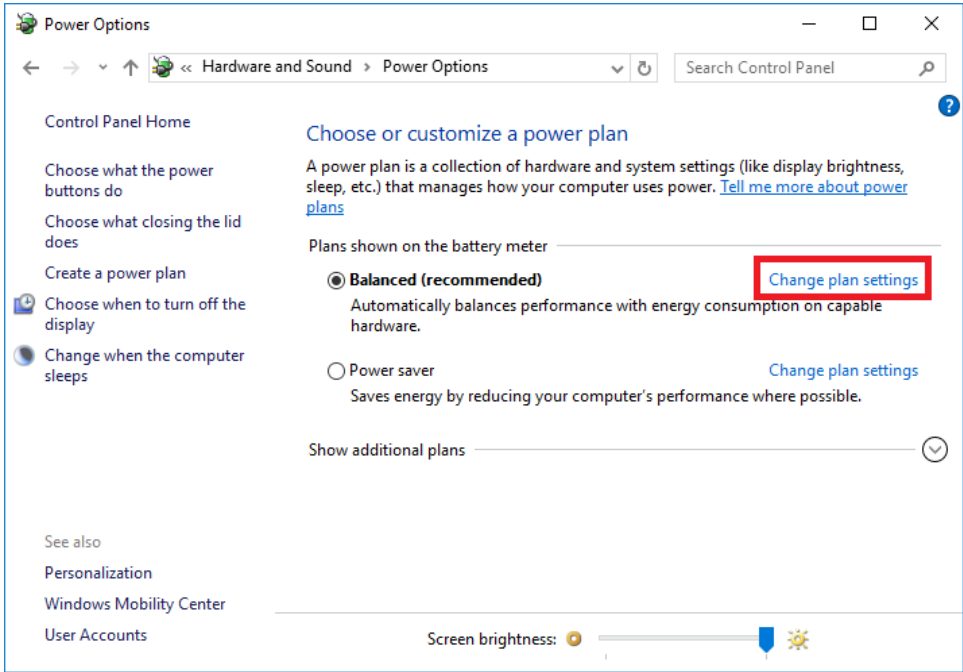 Power Options
« Hardware and Sound › Power Options
Search Control Panel
Control Panel Home
Choose what the power
buttons do
Choose what closing the lid
does
Create a power plan
Choose when to turn off the
display
Change when the computer
sleeps
See also
Personalization
Windows Mobility Center
User Accounts
?
Choose or customize a power plan
A power plan is a collection of hardware and system settings (like display brightness,
sleep, etc.) that manages how your computer uses power. Tell me more about power
plans
Plans shown on the battery meter
Balanced (recommended) Change plan settings
Automatically balances performance with energy consumption on capable
hardware.
Power saver Change plan settings
Saves energy by reducing your computer's performance where possible.
Show additional plans
Screen brightness: